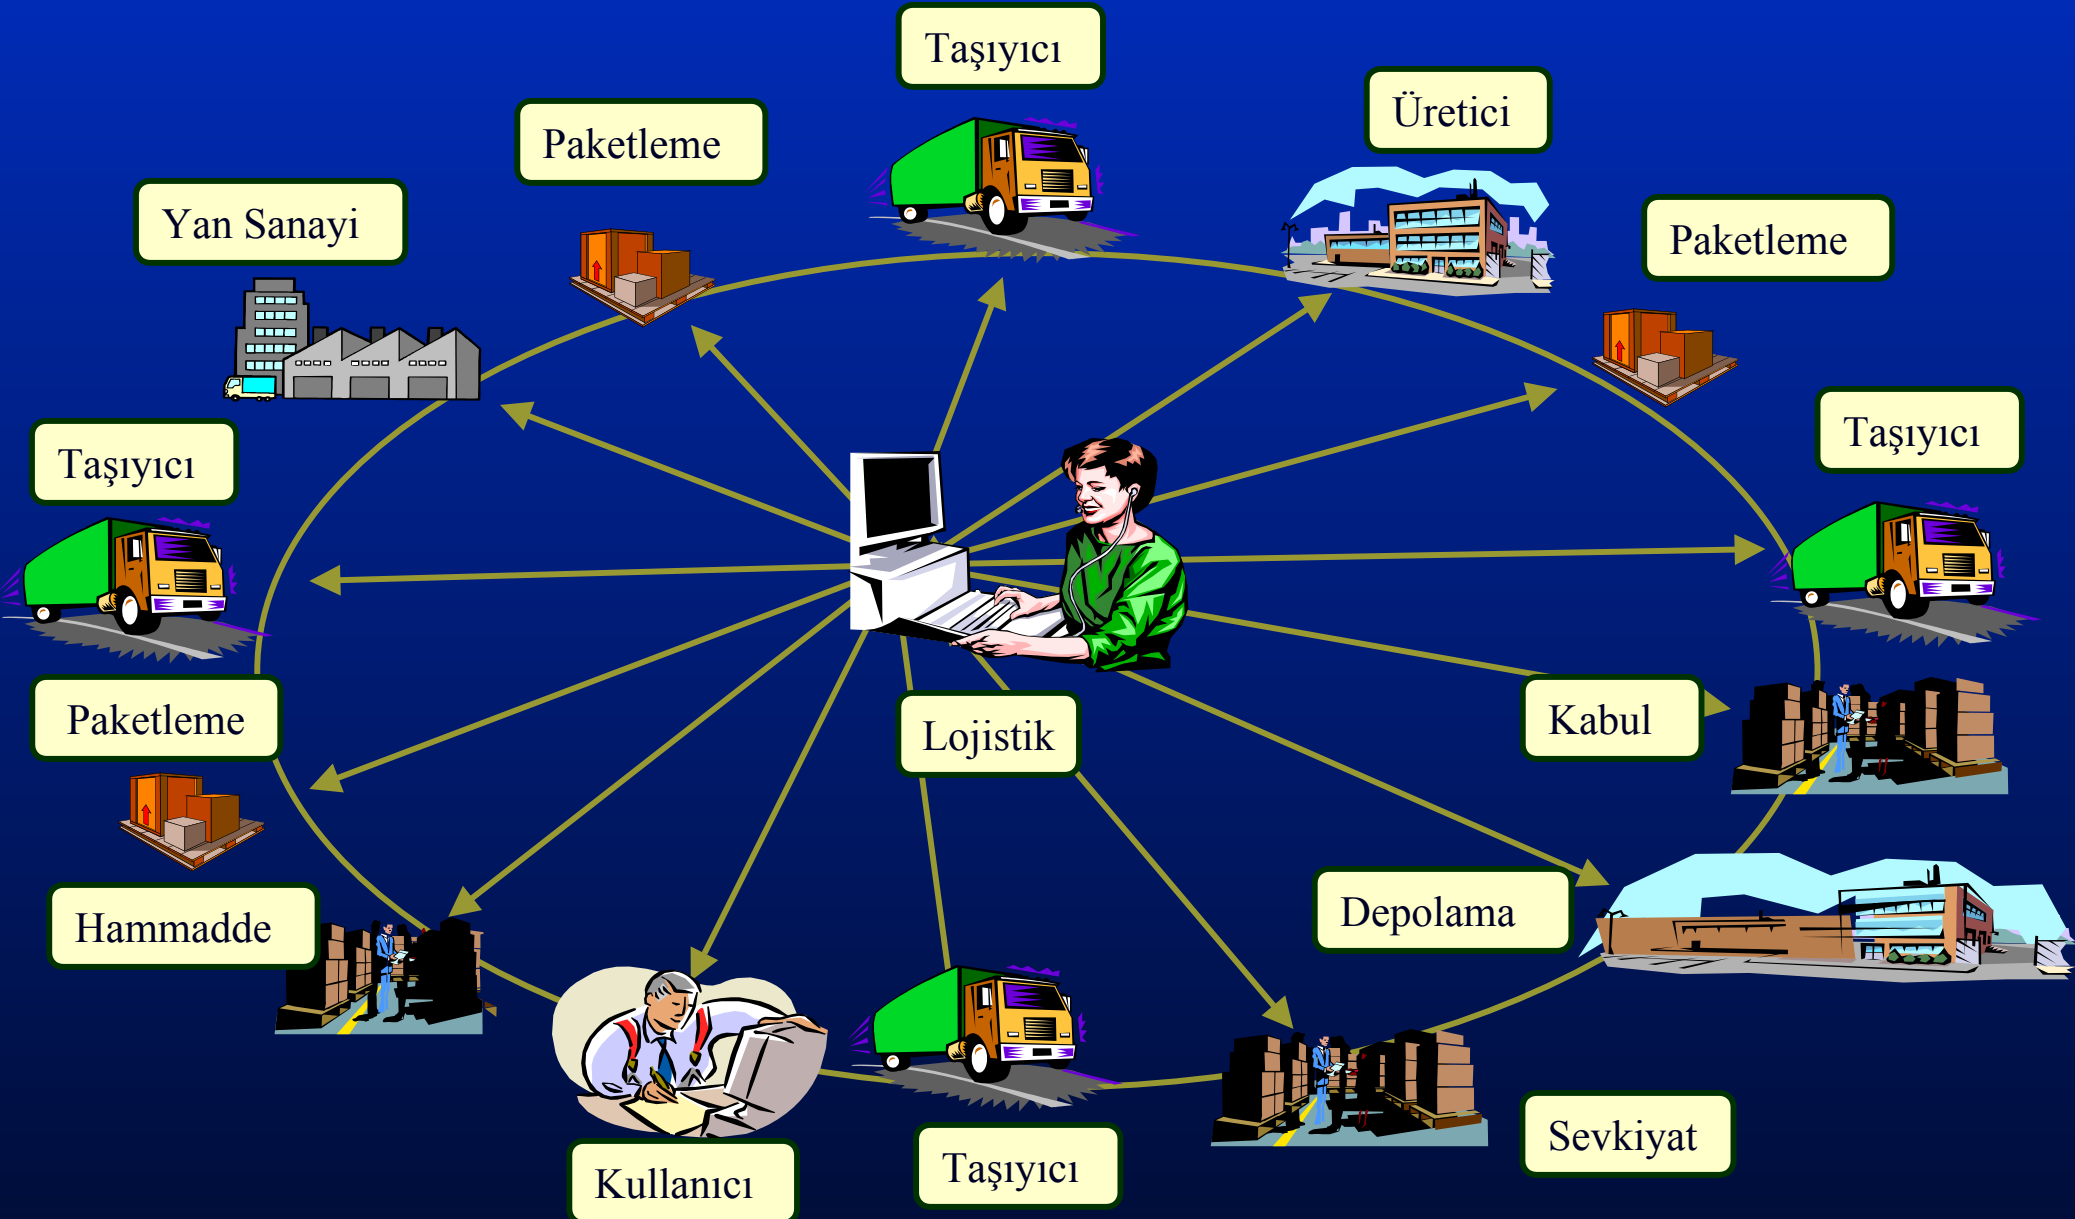 Taşıyıcı
Üretici
Paketleme
Yan Sanayi
Paketleme
Taşıyıcı
Taşıyıcı
Paketleme
Lojistik
Kabul
Hammadde
Depolama
Sevkiyat
Taşıyıcı
Kullanıcı